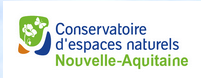 Conservatoire
d'espaces naturels
Nouvelle-Aquitaine